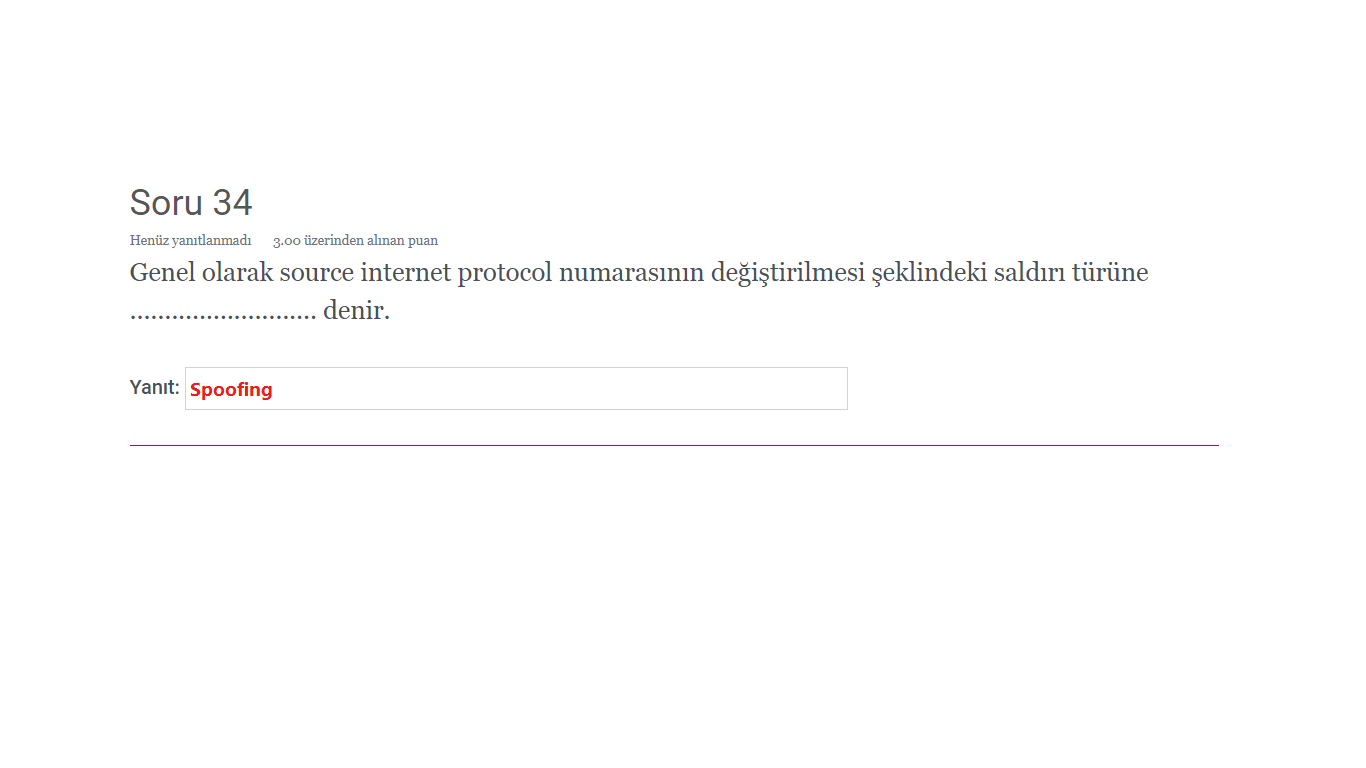 Soru 34
Henüz yanıtlanmadı 3.00 üzerinden alınan puan
Genel olarak source internet protocol numarasının değiştirilmesi şeklindeki saldırı türüne
........................... denir.
Yanıt: Spoofing